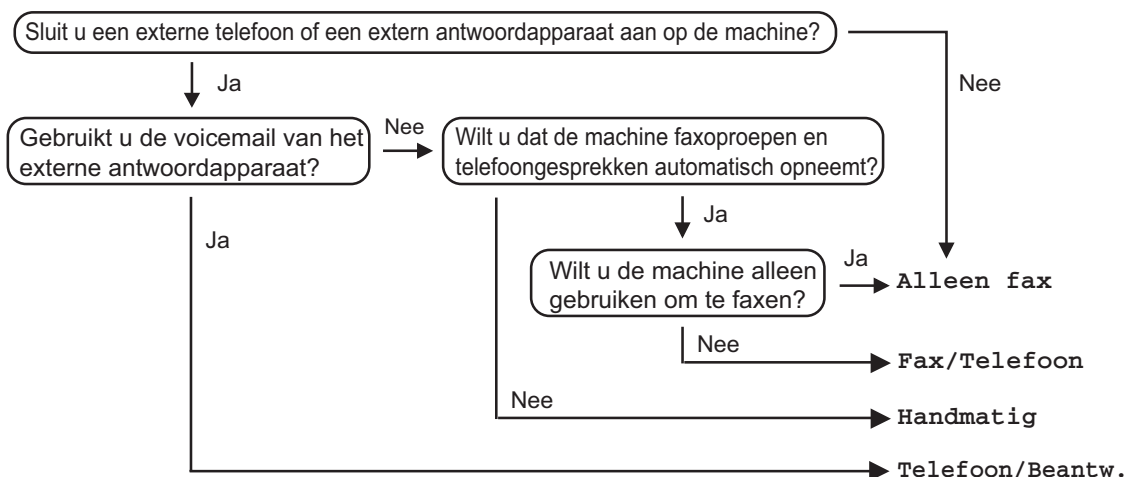 Sluit u een externe telefoon of een extern antwoordapparaat aan op de machine?
Ja
Nee
Gebruikt u de voicemail van het
externe antwoordapparaat?
Nee
Wilt u dat de machine faxoproepen en
telefoongesprekken automatisch opneemt?
Ja
Ja
Wilt u de machine alleen
gebruiken om te faxen?
Ja
Alleen fax
Nee
Fax/Telefoon
Nee
Handmatig
Telefoon/Beantw.